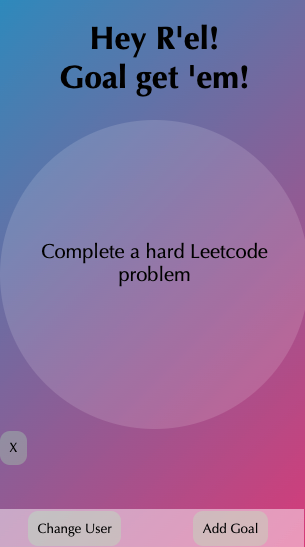 Hey R'el!
Goal get 'em!
Complete a hard Leetcode
problem
X
Change User
Add Goal